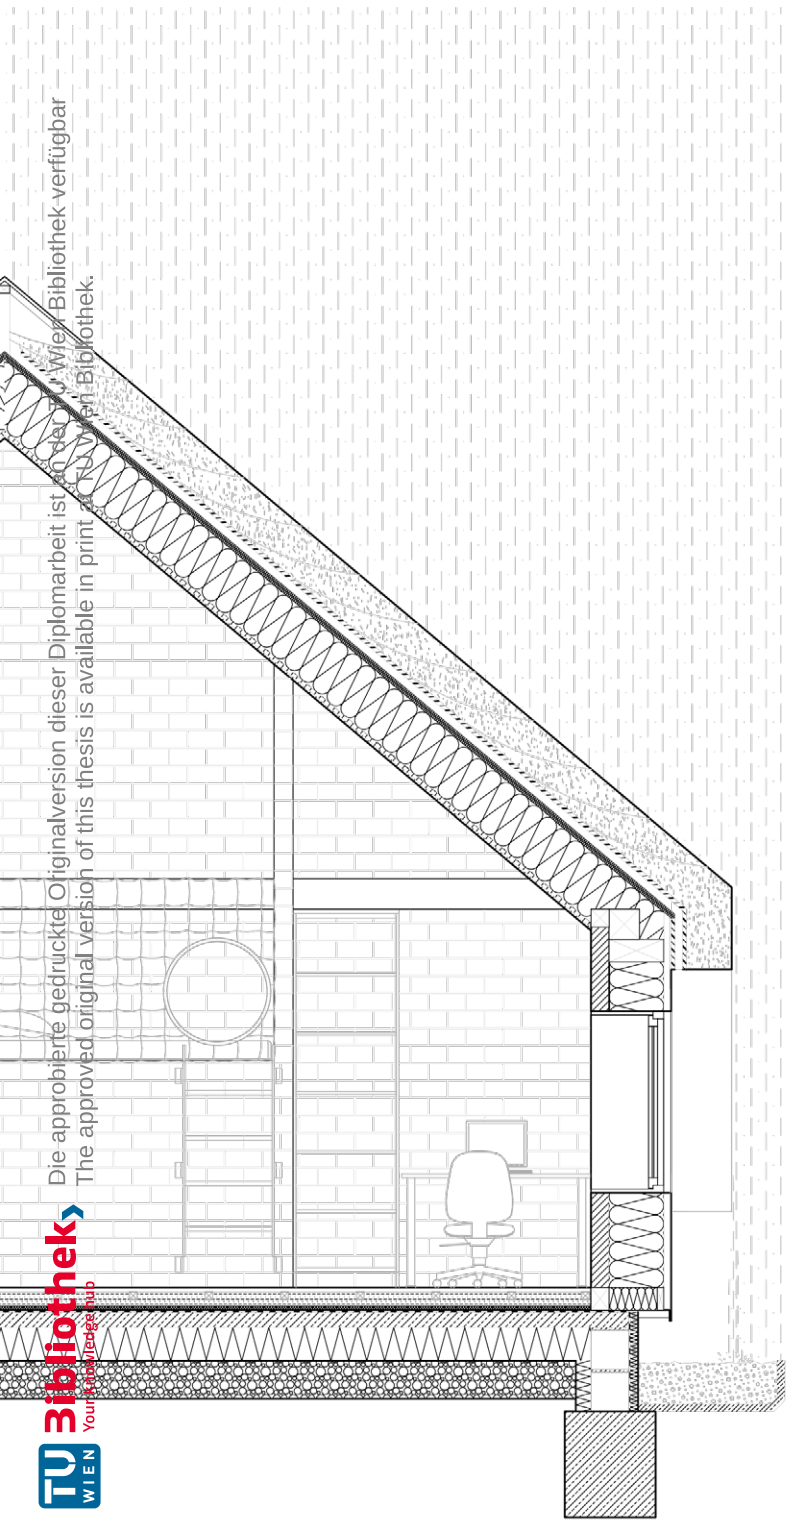 Die approbierte gedruckte Originalversion dieser Diplomarbeit ist an der TU Wien Bibliothek verfügbar
The approved original version of this thesis is available in print at TU Wien Bibliothek.
Bibliothek
Your knowledge hub
TU
WIEN